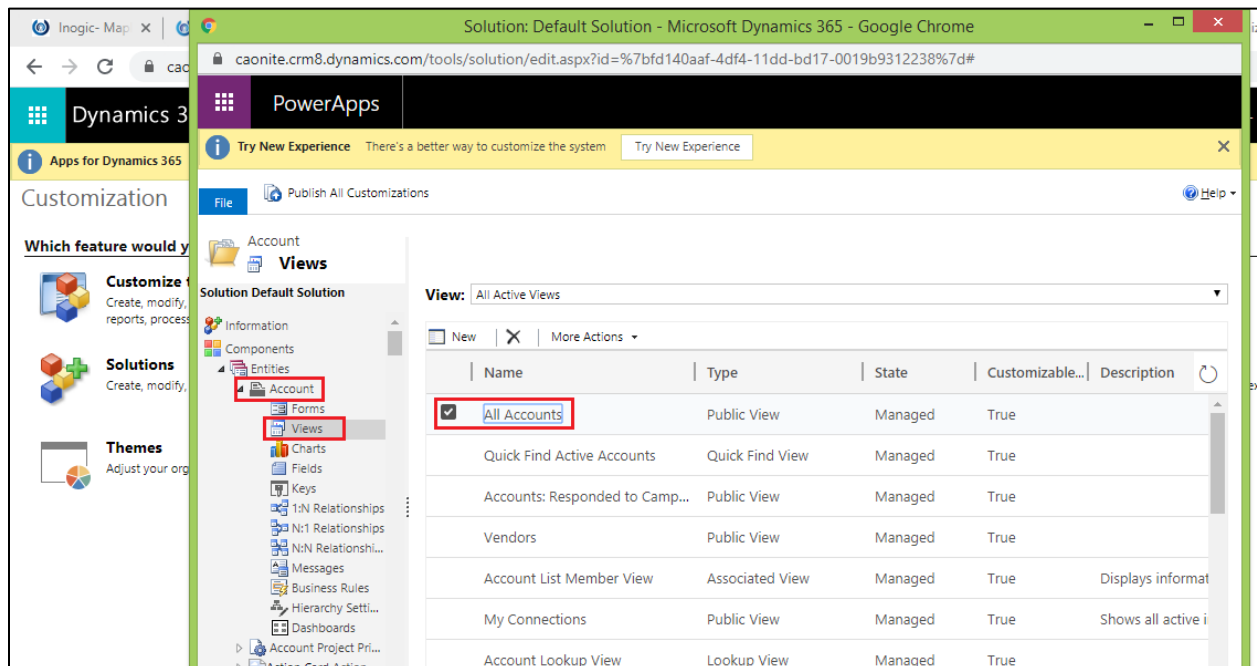 Inogic- Map
Solution: Default Solution - Microsoft Dynamics 365 - Google Chrome
caonite.crm8.dynamics.com/tools/solution/edit.aspx?id=%7bfd140aaf-4df4-11dd-bd17-0019b9312238%7d#
cao
Dynamics 3
PowerApps
Apps for Dynamics 365
Try New Experience There's a better way to customize the system Try New Experience
Customization
File Publish All Customizations Help
Which feature would y
Customize t
Create, modify,
reports, process
Solutions
Create, modify,
Themes
Adjust your org
Account
Views
Solution Default Solution
Information
Components
Entities
Account
Forms
Views
Charts
Fields
Keys
1:N Relationships
N:1 Relationships
N:N Relationshi...
Messages
Business Rules
Hierarchy Setti...
Dashboards
Account Project Pri...
Action Card Action
View: All Active Views
New More Actions
Name Type State Customizable... Description
All Accounts Public View Managed True
Quick Find Active Accounts Quick Find View Managed True
Accounts: Responded to Camp... Public View Managed True
Vendors Public View Managed True
Account List Member View Associated View Managed True Displays informat
My Connections Public View Managed True Shows all active i
Account Lookup View Lookup View Managed True